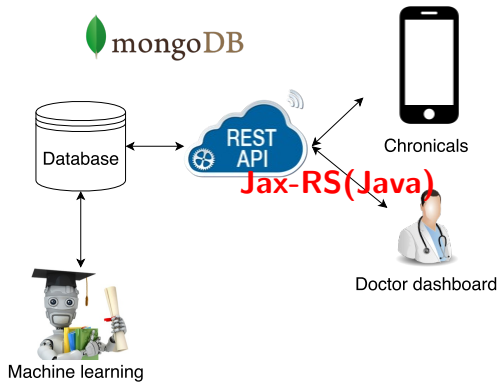 mongoDB
Database
REST
API
Jax-RS(Java)
Chronicals
Doctor dashboard
Machine learning